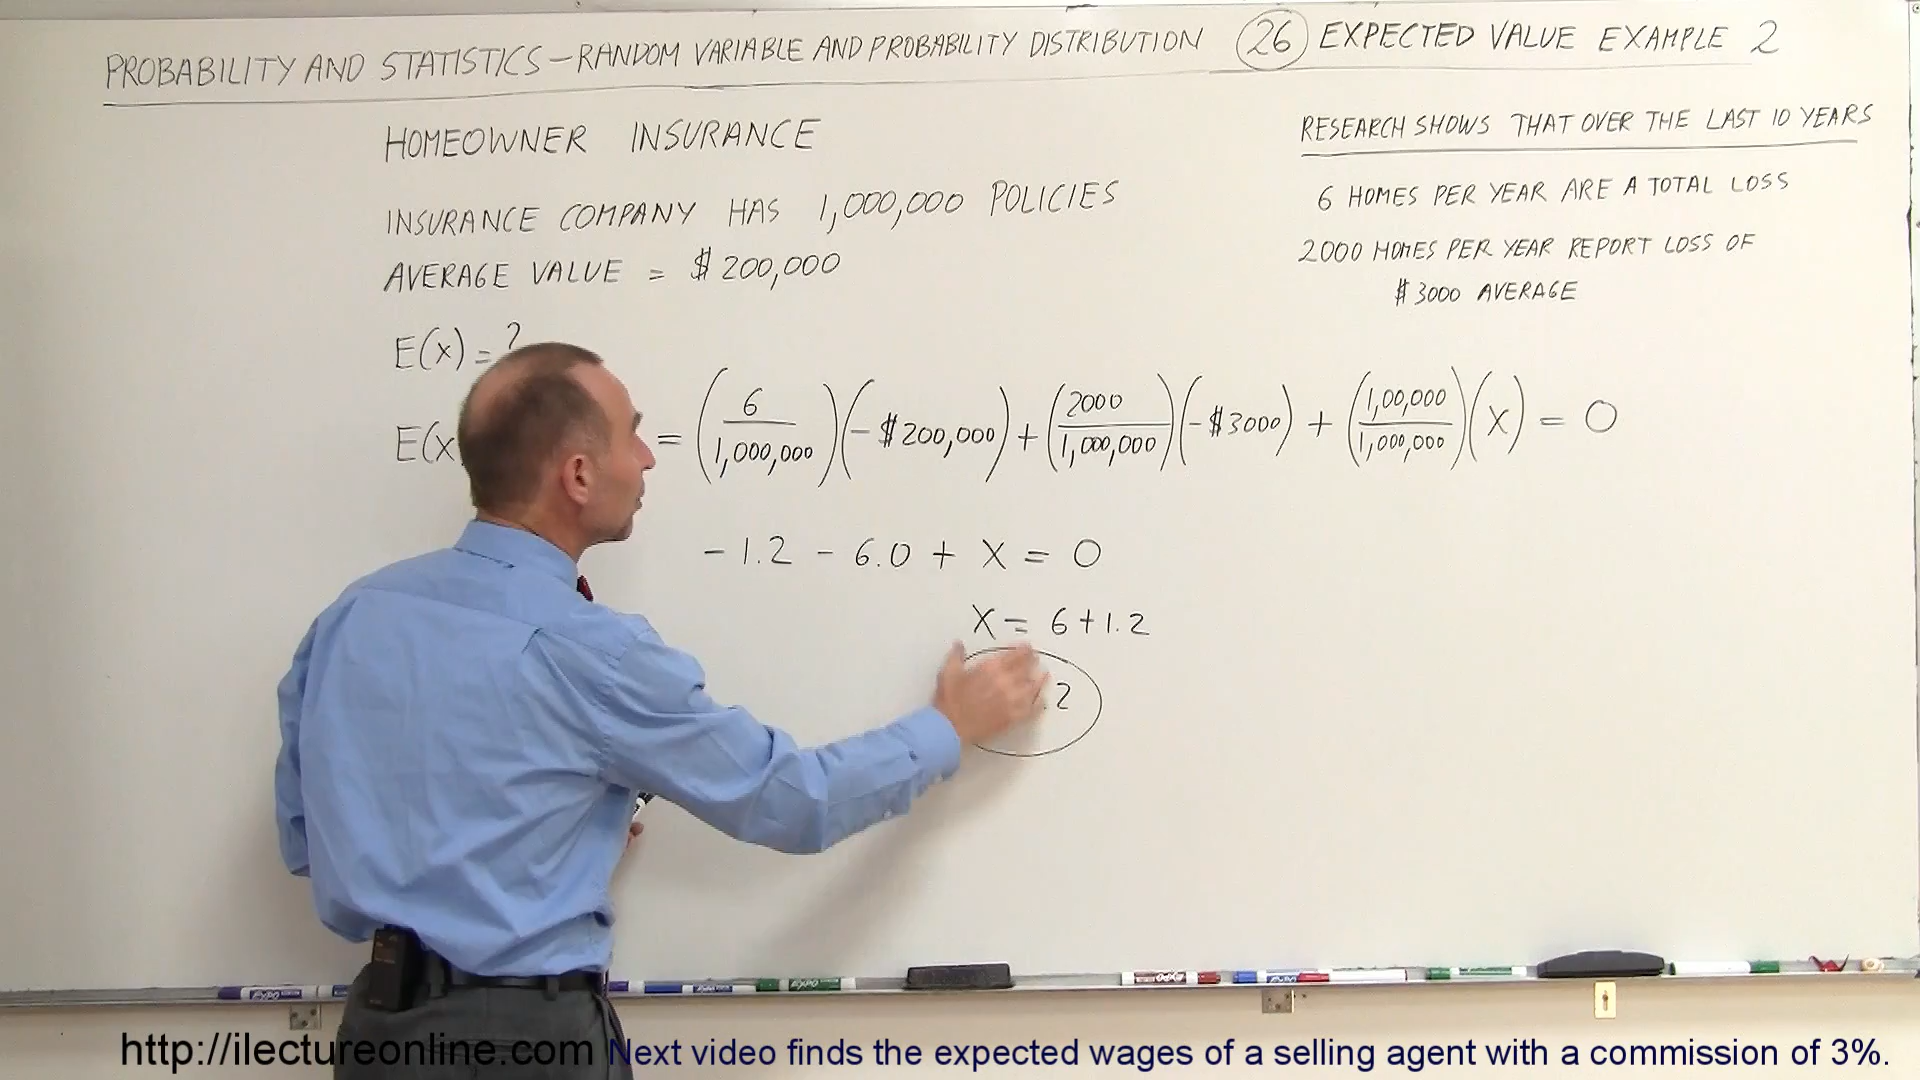 PROBABILITY AND STATISTICS – RANDOM VARIABLE AND PROBABILITY DISTRIBUTION 26 EXPECTED VALUE EXAMPLE 2
HOMEOWNER INSURANCE
INSURANCE COMPANY HAS 1,000,000 POLICIES
AVERAGE VALUE = $200,000
RESEARCH SHOWS THAT OVER THE LAST 10 YEARS
6 HOMES PER YEAR ARE A TOTAL LOSS
2000 HOMES PER YEAR REPORT LOSS OF
$3000 AVERAGE
E(X) = ?
E(X = (6/1,000,000)(-$200,000) + (2000/1,000,000)(-$3000) + (1,00,000/1,000,000)(X) = 0
-1.2 - 6.0 + X = 0
X = 6+1.2
.2
http://ilectureonline.com Next video finds the expected wages of a selling agent with a commission of 3%.